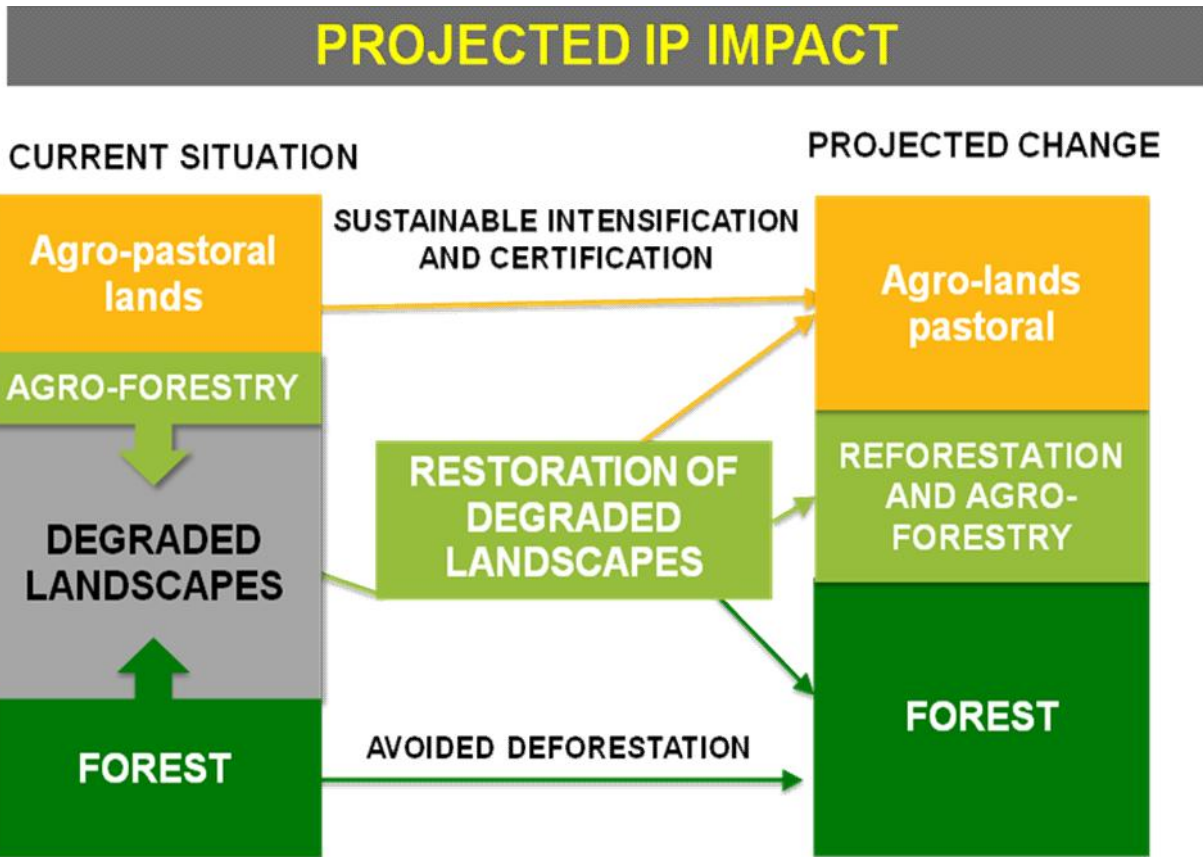 PROJECTED IP IMPACT
CURRENT SITUATION
PROJECTED CHANGE
Agro-pastoral
lands
AGRO-FORESTRY
DEGRADED
LANDSCAPES
FOREST
SUSTAINABLE INTENSIFICATION
AND CERTIFICATION
RESTORATION OF
DEGRADED
LANDSCAPES
AVOIDED DEFORESTATION
Agro-lands
pastoral
REFORESTATION
AND AGRO-
FORESTRY
FOREST